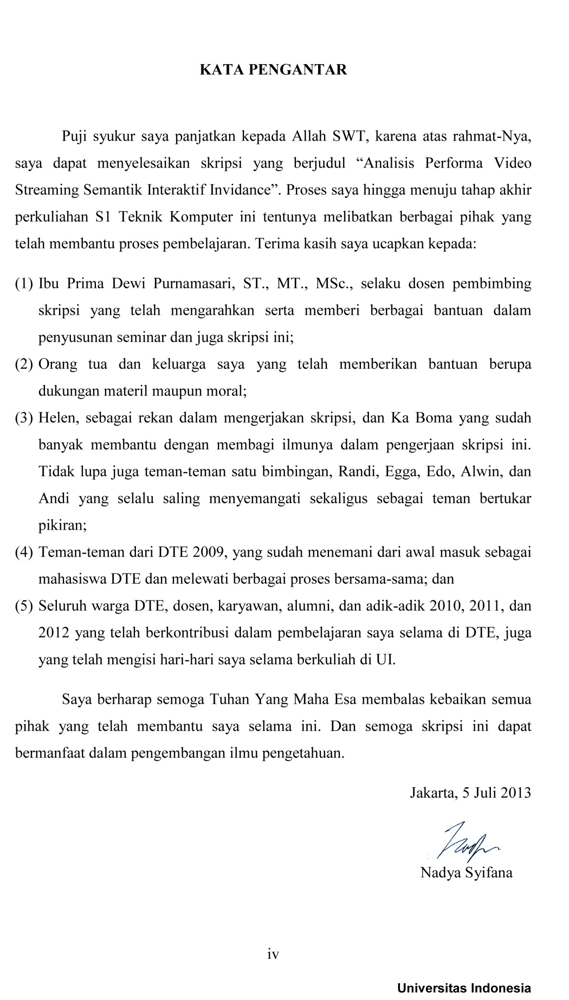 KATA PENGANTAR
Puji syukur saya panjatkan kepada Allah SWT, karena atas rahmat-Nya,
saya dapat menyelesaikan skripsi yang berjudul “Analisis Performa Video
Streaming Semantik Interaktif Invidance”. Proses saya hingga menuju tahap akhir
perkuliahan S1 Teknik Komputer ini tentunya melibatkan berbagai pihak yang
telah membantu proses pembelajaran. Terima kasih saya ucapkan kepada:
(1) Ibu Prima Dewi Purnamasari, ST., MT., MSc., selaku dosen pembimbing
skripsi yang telah mengarahkan serta memberi berbagai bantuan dalam
penyusunan seminar dan juga skripsi ini;
(2) Orang tua dan keluarga saya yang telah memberikan bantuan berupa
dukungan materil maupun moral;
(3) Helen, sebagai rekan dalam mengerjakan skripsi, dan Ka Boma yang sudah
banyak membantu dengan membagi ilmunya dalam pengerjaan skripsi ini.
Tidak lupa juga teman-teman satu bimbingan, Randi, Egga, Edo, Alwin, dan
Andi yang selalu saling menyemangati sekaligus sebagai teman bertukar
pikiran;
(4) Teman-teman dari DTE 2009, yang sudah menemani dari awal masuk sebagai
mahasiswa DTE dan melewati berbagai proses bersama-sama; dan
(5) Seluruh warga DTE, dosen, karyawan, alumni, dan adik-adik 2010, 2011, dan
2012 yang telah berkontribusi dalam pembelajaran saya selama di DTE, juga
yang telah mengisi hari-hari saya selama berkuliah di UI.
Saya berharap semoga Tuhan Yang Maha Esa membalas kebaikan semua
pihak yang telah membantu saya selama ini. Dan semoga skripsi ini dapat
bermanfaat dalam pengembangan ilmu pengetahuan.
Jakarta, 5 Juli 2013
Nadya Syifana
iv
Universitas Indonesia